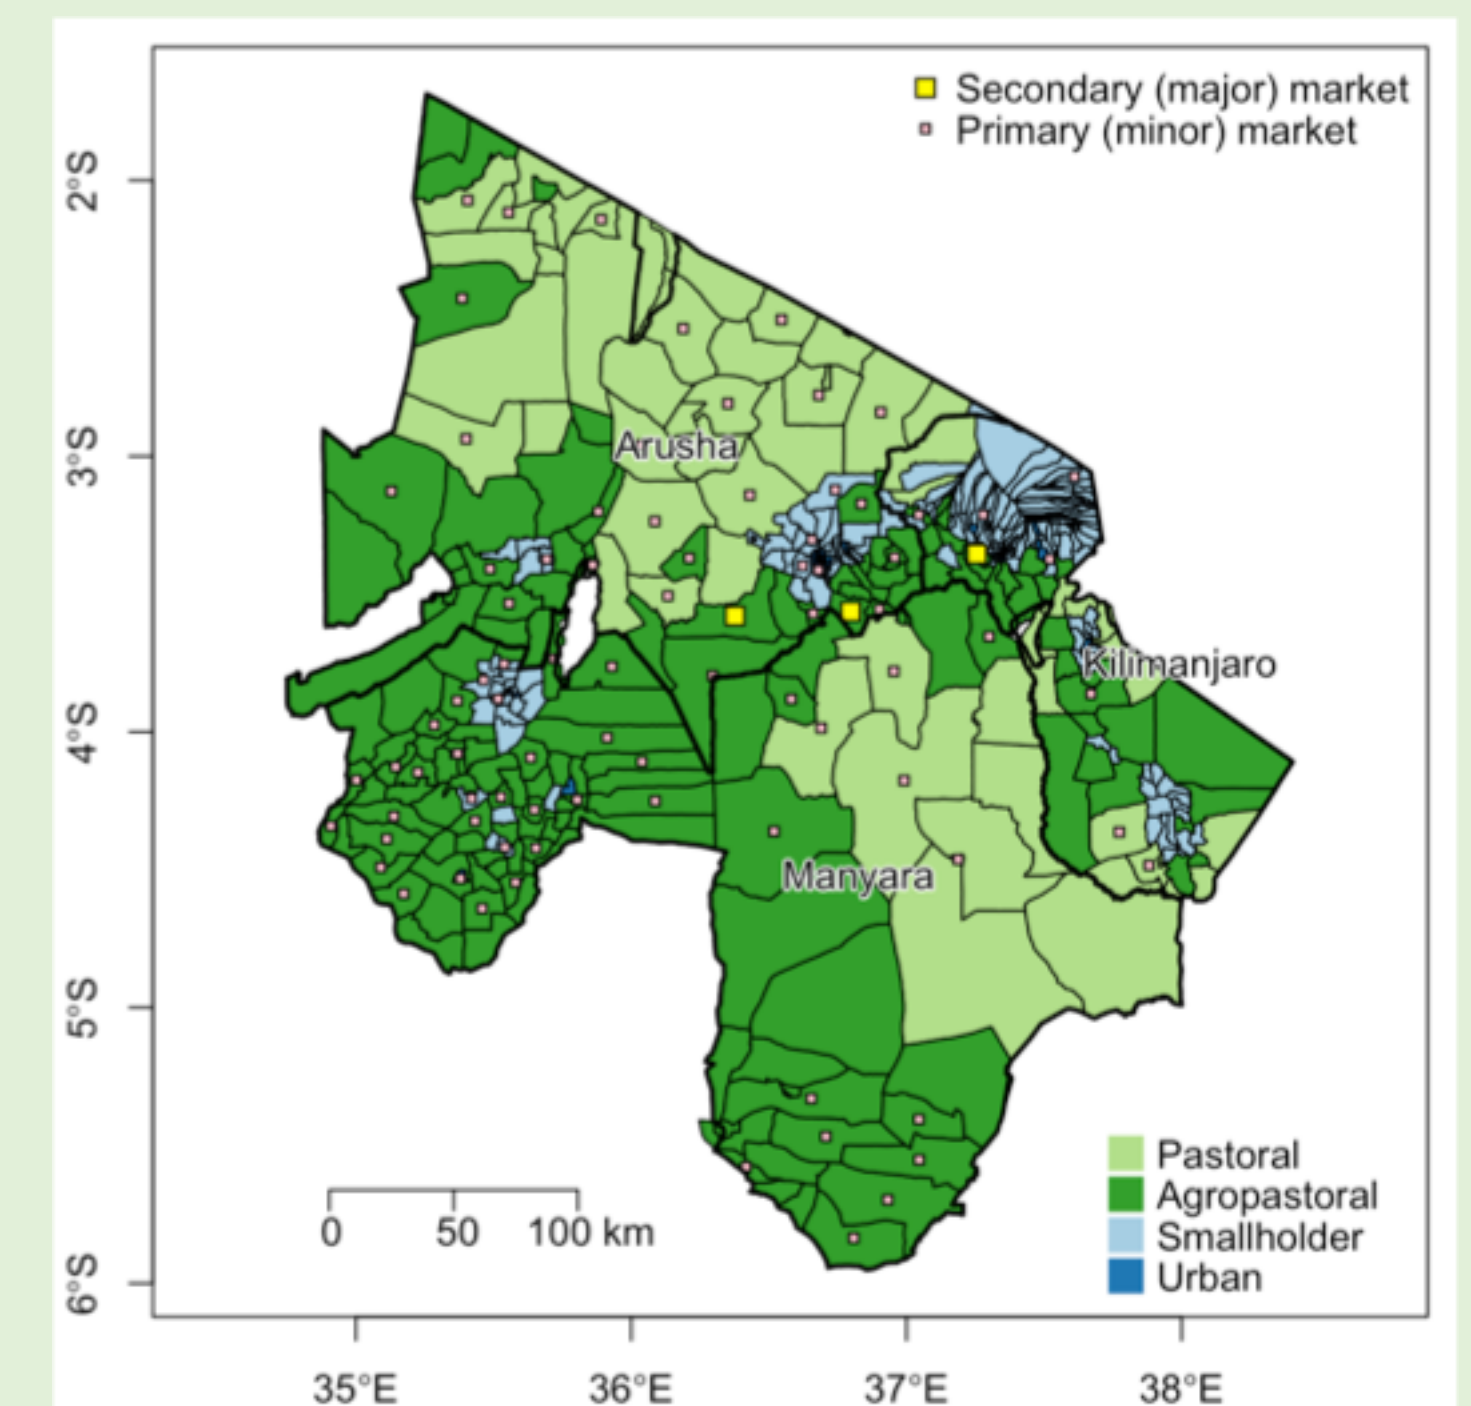 Secondary (major) market
Primary (minor) market
2°S
3°S
4°S
5°S
6°S
Arusha
Kilimanjaro
Manyara
0 50 100 km
Pastoral
Agropastoral
Smallholder
Urban
35°E 36°E 37°E 38°E